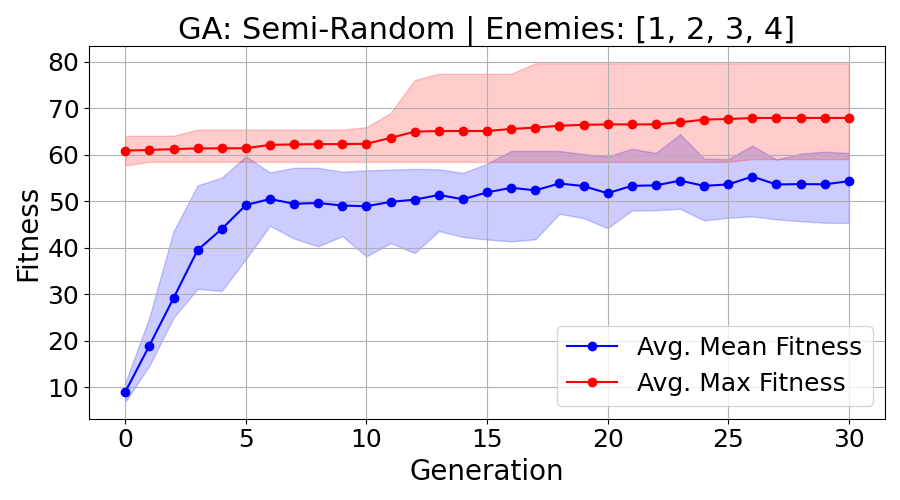 GA: Semi-Random | Enemies: [1, 2, 3, 4]
80
70
60
50
40
30
20
10
Fitness
Avg. Mean Fitness
Avg. Max Fitness
0 5 10 15 20 25 30
Generation